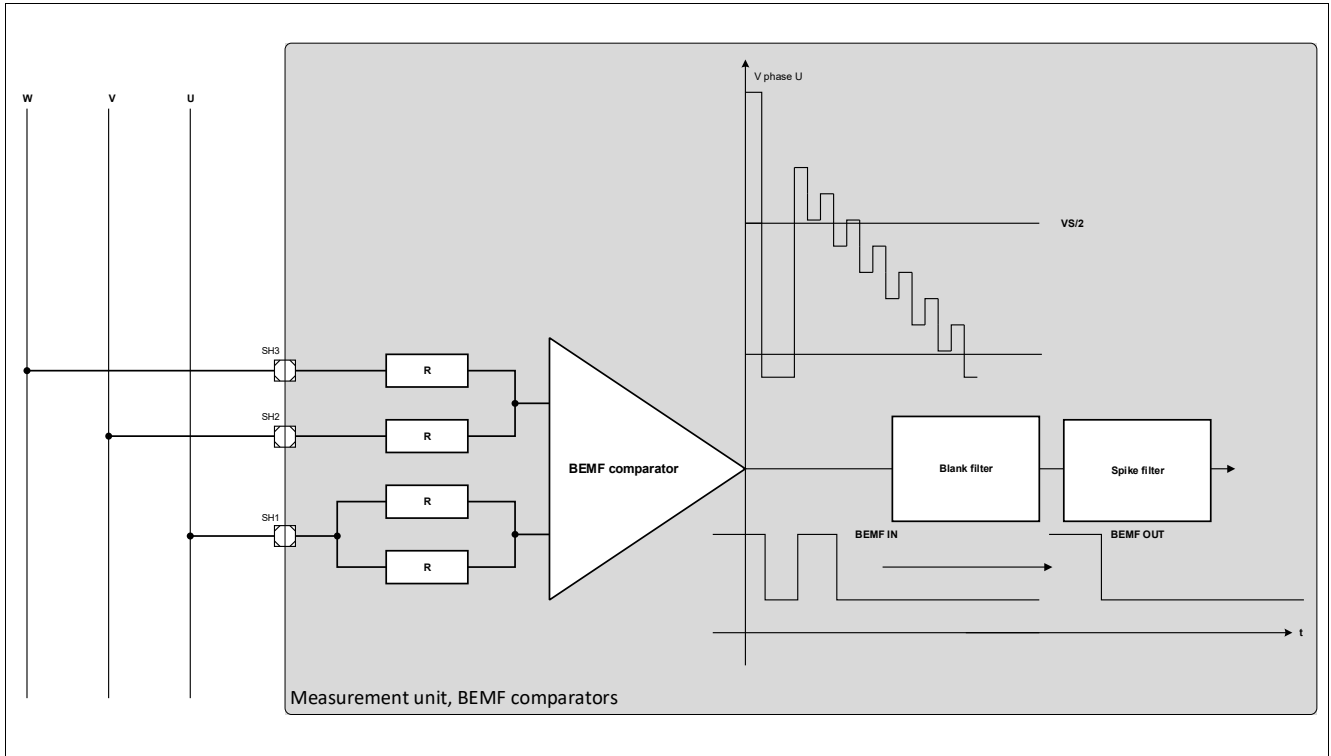 V phase U
W
V
U
VS/2
SH3
R
SH2
R
BEMF comparator
Blank filter
Spike filter
R
SH1
BEMF IN
BEMF OUT
R
t
Measurement unit, BEMF comparators